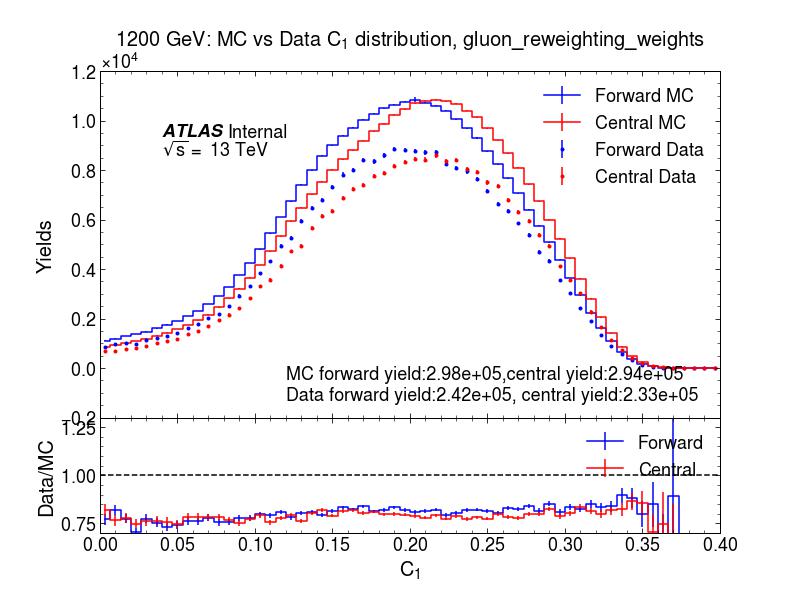 1200 GeV: MC vs Data C₁ distribution, gluon_reweighting_weights
×10⁴
1.2
1.0
0.8
0.6
0.4
0.2
0.0
0.2
Yields
ATLAS Internal
√s = 13 TeV
Forward MC
Central MC
Forward Data
Central Data
MC forward yield:2.98e+05,central yield:2.94e+05
Data forward yield:2.42e+05, central yield:2.33e+05
1.25
1.00
0.75
Data/MC
Forward
Central
0.00 0.05 0.10 0.15 0.20 0.25 0.30 0.35 0.40
C₁